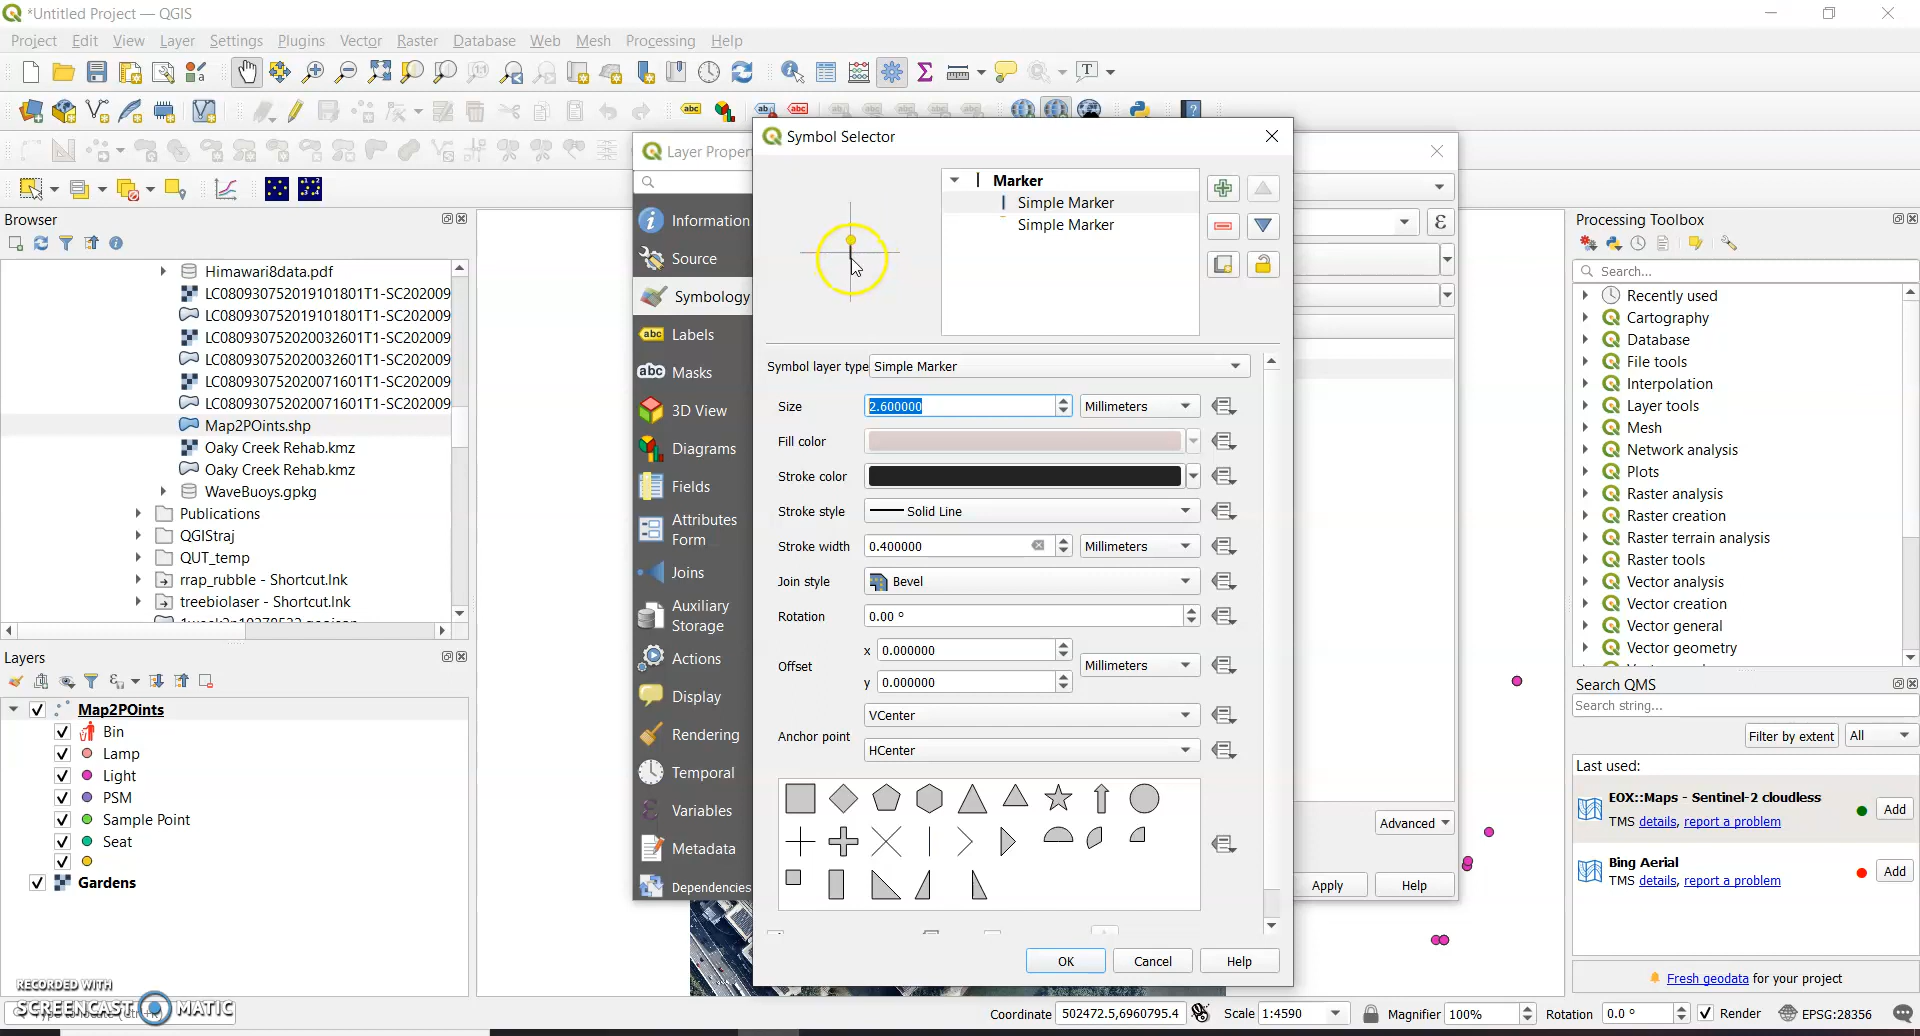 *Untitled Project — QGIS
Project Edit View Layer Settings Plugins Vector Raster Database Web Mesh Processing Help
Browser
Himawari8data.pdf
LC08093075201910180​1T1-SC202009
LC080930752019101801T1-SC202009
LC080930752020032601T1-SC202009
LC080930752020032601T1-SC202009
LC080930752020071601T1-SC202009
LC080930752020071601T1-SC202009
Map2POints.shp
Oaky Creek Rehab.kmz
Oaky Creek Rehab.kmz
WaveBuoys.gpkg
Publications
QGIStraj
QUT_temp
rrap_rubble - Shortcut.lnk
treebiolaser - Shortcut.lnk
Layers
Map2POints
Bin
Lamp
Light
PSM
Sample Point
Seat
Gardens
RECORDED WITH
SCREENCAST MATIC
Layer Propert
Information
Source
Symbology
Labels
Masks
3D View
Diagrams
Fields
Attributes
Form
Joins
Auxiliary
Storage
Actions
Display
Rendering
Temporal
Variables
Metadata
Dependencies
Advanced
Apply Help
Symbol Selector
Marker
Simple Marker
Simple Marker
Symbol layer type Simple Marker
Size 2.600000 Millimeters
Fill color
Stroke color
Stroke style Solid Line
Stroke width 0.400000 Millimeters
Join style Bevel
Rotation 0.00 °
Offset x 0.000000 Millimeters
y 0.000000
Anchor point VCenter
HCenter
OK Cancel Help
Processing Toolbox
Search...
Recently used
Cartography
Database
File tools
Interpolation
Layer tools
Mesh
Network analysis
Plots
Raster analysis
Raster creation
Raster terrain analysis
Raster tools
Vector analysis
Vector creation
Vector general
Vector geometry
Search QMS
Search string...
Filter by extent All
Last used:
EOX::Maps - Sentinel-2 cloudless
TMS details, report a problem
Add
Bing Aerial
TMS details, report a problem
Add
Fresh geodata for your project
Coordinate 502472.5,6960795.4 Scale 1:4590 Magnifier 100% Rotation 0.0 ° Render EPSG:28356